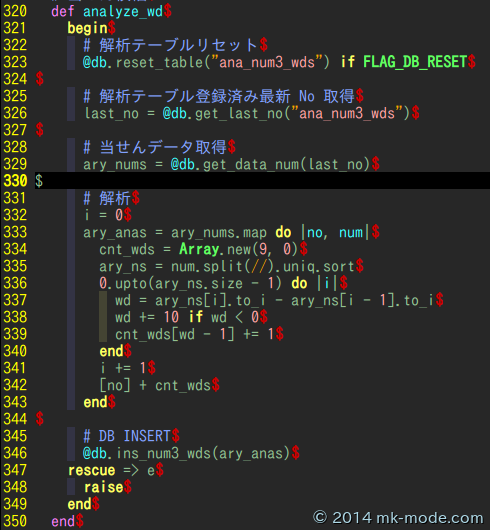 320 def analyze_wd$
321 begin$
322 # 解析テーブルリセット$
323 @db.reset_table("ana_num3_wds") if FLAG_DB_RESET$
324 $
325 # 解析テーブル登録済み最新 No 取得$
326 last_no = @db.get_last_no("ana_num3_wds")$
327 $
328 # 当せんデータ取得$
329 ary_nums = @db.get_data_num(last_no)$
330 $
331 # 解析$
332 i = 0$
333 ary_anas = ary_nums.map do |no, num|$
334 cnt_wds = Array.new(9, 0)$
335 ary_ns = num.split(//).uniq.sort$
336 0.upto(ary_ns.size - 1) do |i|$
337 wd = ary_ns[i].to_i - ary_ns[i - 1].to_i$
338 wd += 10 if wd < 0$
339 cnt_wds[wd - 1] += 1$
340 end$
341 i += 1$
342 [no] + cnt_wds$
343 end$
344 $
345 # DB INSERT$
346 @db.ins_num3_wds(ary_anas)$
347 rescue => e$
348 raise$
349 end$
350 end$
© 2014 mk-mode.com